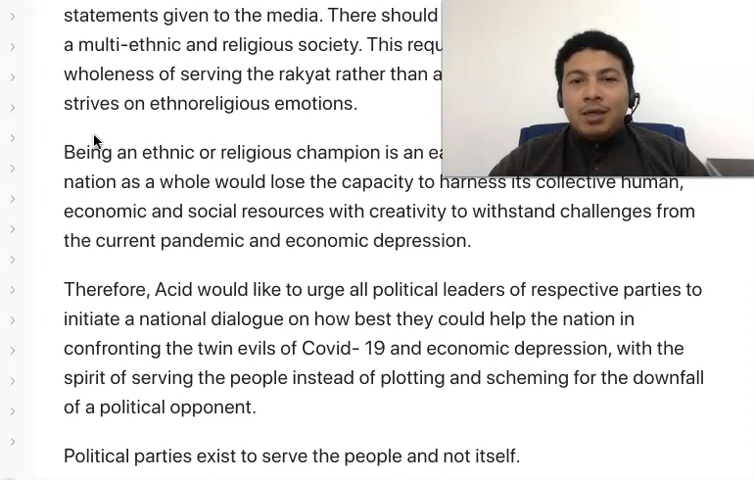 statements given to the media. There should
a multi-ethnic and religious society. This requ
wholeness of serving the rakyat rather than a
strives on ethnoreligious emotions.
Being an ethnic or religious champion is an ea
nation as a whole would lose the capacity to harness its collective human,
economic and social resources with creativity to withstand challenges from
the current pandemic and economic depression.
Therefore, Acid would like to urge all political leaders of respective parties to
initiate a national dialogue on how best they could help the nation in
confronting the twin evils of Covid- 19 and economic depression, with the
spirit of serving the people instead of plotting and scheming for the downfall
of a political opponent.
Political parties exist to serve the people and not itself.